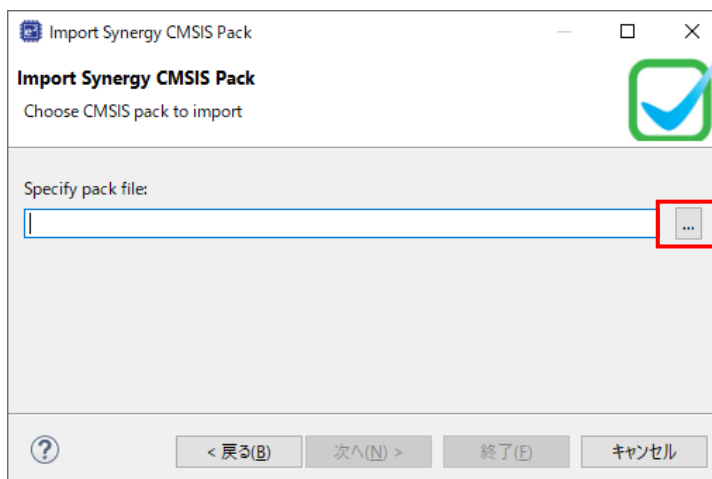 Import Synergy CMSIS Pack
Import Synergy CMSIS Pack
Choose CMSIS pack to import
Specify pack file:
...
< 戻る(B) 次へ(N) > 終了(F) キャンセル